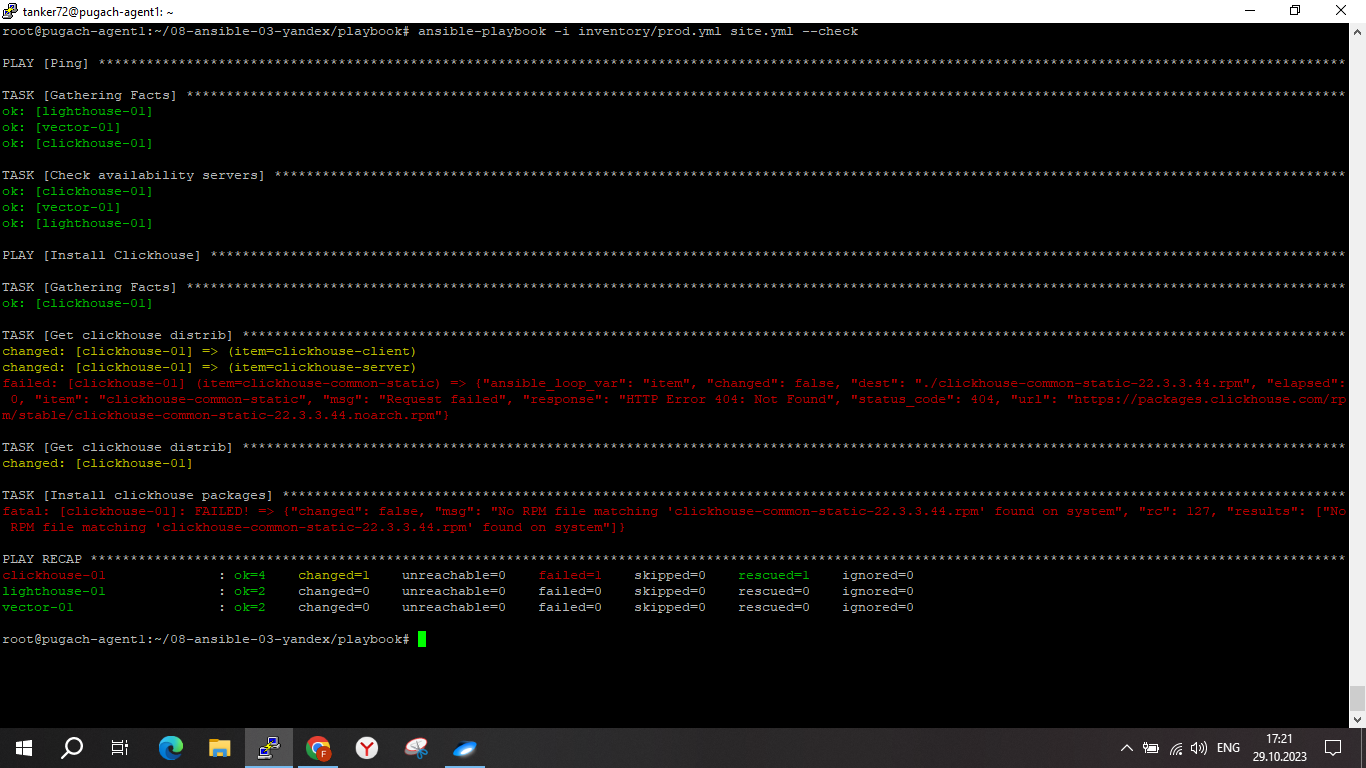 tanker72@pugach-agent1: ~
root@pugach-agent1:~/08-ansible-03-yandex/playbook# ansible-playbook -i inventory/prod.yml site.yml --check
PLAY [Ping] ****************************************************************************************************************************************************************
TASK [Gathering Facts] *****************************************************************************************************************************************************
ok: [lighthouse-01]
ok: [vector-01]
ok: [clickhouse-01]
TASK [Check availability servers] ******************************************************************************************************************************************
ok: [clickhouse-01]
ok: [vector-01]
ok: [lighthouse-01]
PLAY [Install Clickhouse] **************************************************************************************************************************************************
TASK [Gathering Facts] *****************************************************************************************************************************************************
ok: [clickhouse-01]
TASK [Get clickhouse distrib] **********************************************************************************************************************************************
changed: [clickhouse-01] => (item=clickhouse-client)
changed: [clickhouse-01] => (item=clickhouse-server)
failed: [clickhouse-01] (item=clickhouse-common-static) => {"ansible_loop_var": "item", "changed": false, "dest": "./clickhouse-common-static-22.3.3.44.rpm", "elapsed":
 0, "item": "clickhouse-common-static", "msg": "Request failed", "response": "HTTP Error 404: Not Found", "status_code": 404, "url": "https://packages.clickhouse.com/rp
m/stable/clickhouse-common-static-22.3.3.44.noarch.rpm"}
TASK [Get clickhouse distrib] **********************************************************************************************************************************************
changed: [clickhouse-01]
TASK [Install clickhouse packages] *****************************************************************************************************************************************
fatal: [clickhouse-01]: FAILED! => {"changed": false, "msg": "No RPM file matching 'clickhouse-common-static-22.3.3.44.rpm' found on system", "rc": 127, "results": ["No
 RPM file matching 'clickhouse-common-static-22.3.3.44.rpm' found on system"]}
PLAY RECAP *****************************************************************************************************************************************************************
clickhouse-01              : ok=4    changed=1    unreachable=0    failed=1    skipped=0    rescued=1    ignored=0
lighthouse-01              : ok=2    changed=0    unreachable=0    failed=0    skipped=0    rescued=0    ignored=0
vector-01                  : ok=2    changed=0    unreachable=0    failed=0    skipped=0    rescued=0    ignored=0
root@pugach-agent1:~/08-ansible-03-yandex/playbook#
ENG
17:21
29.10.2023